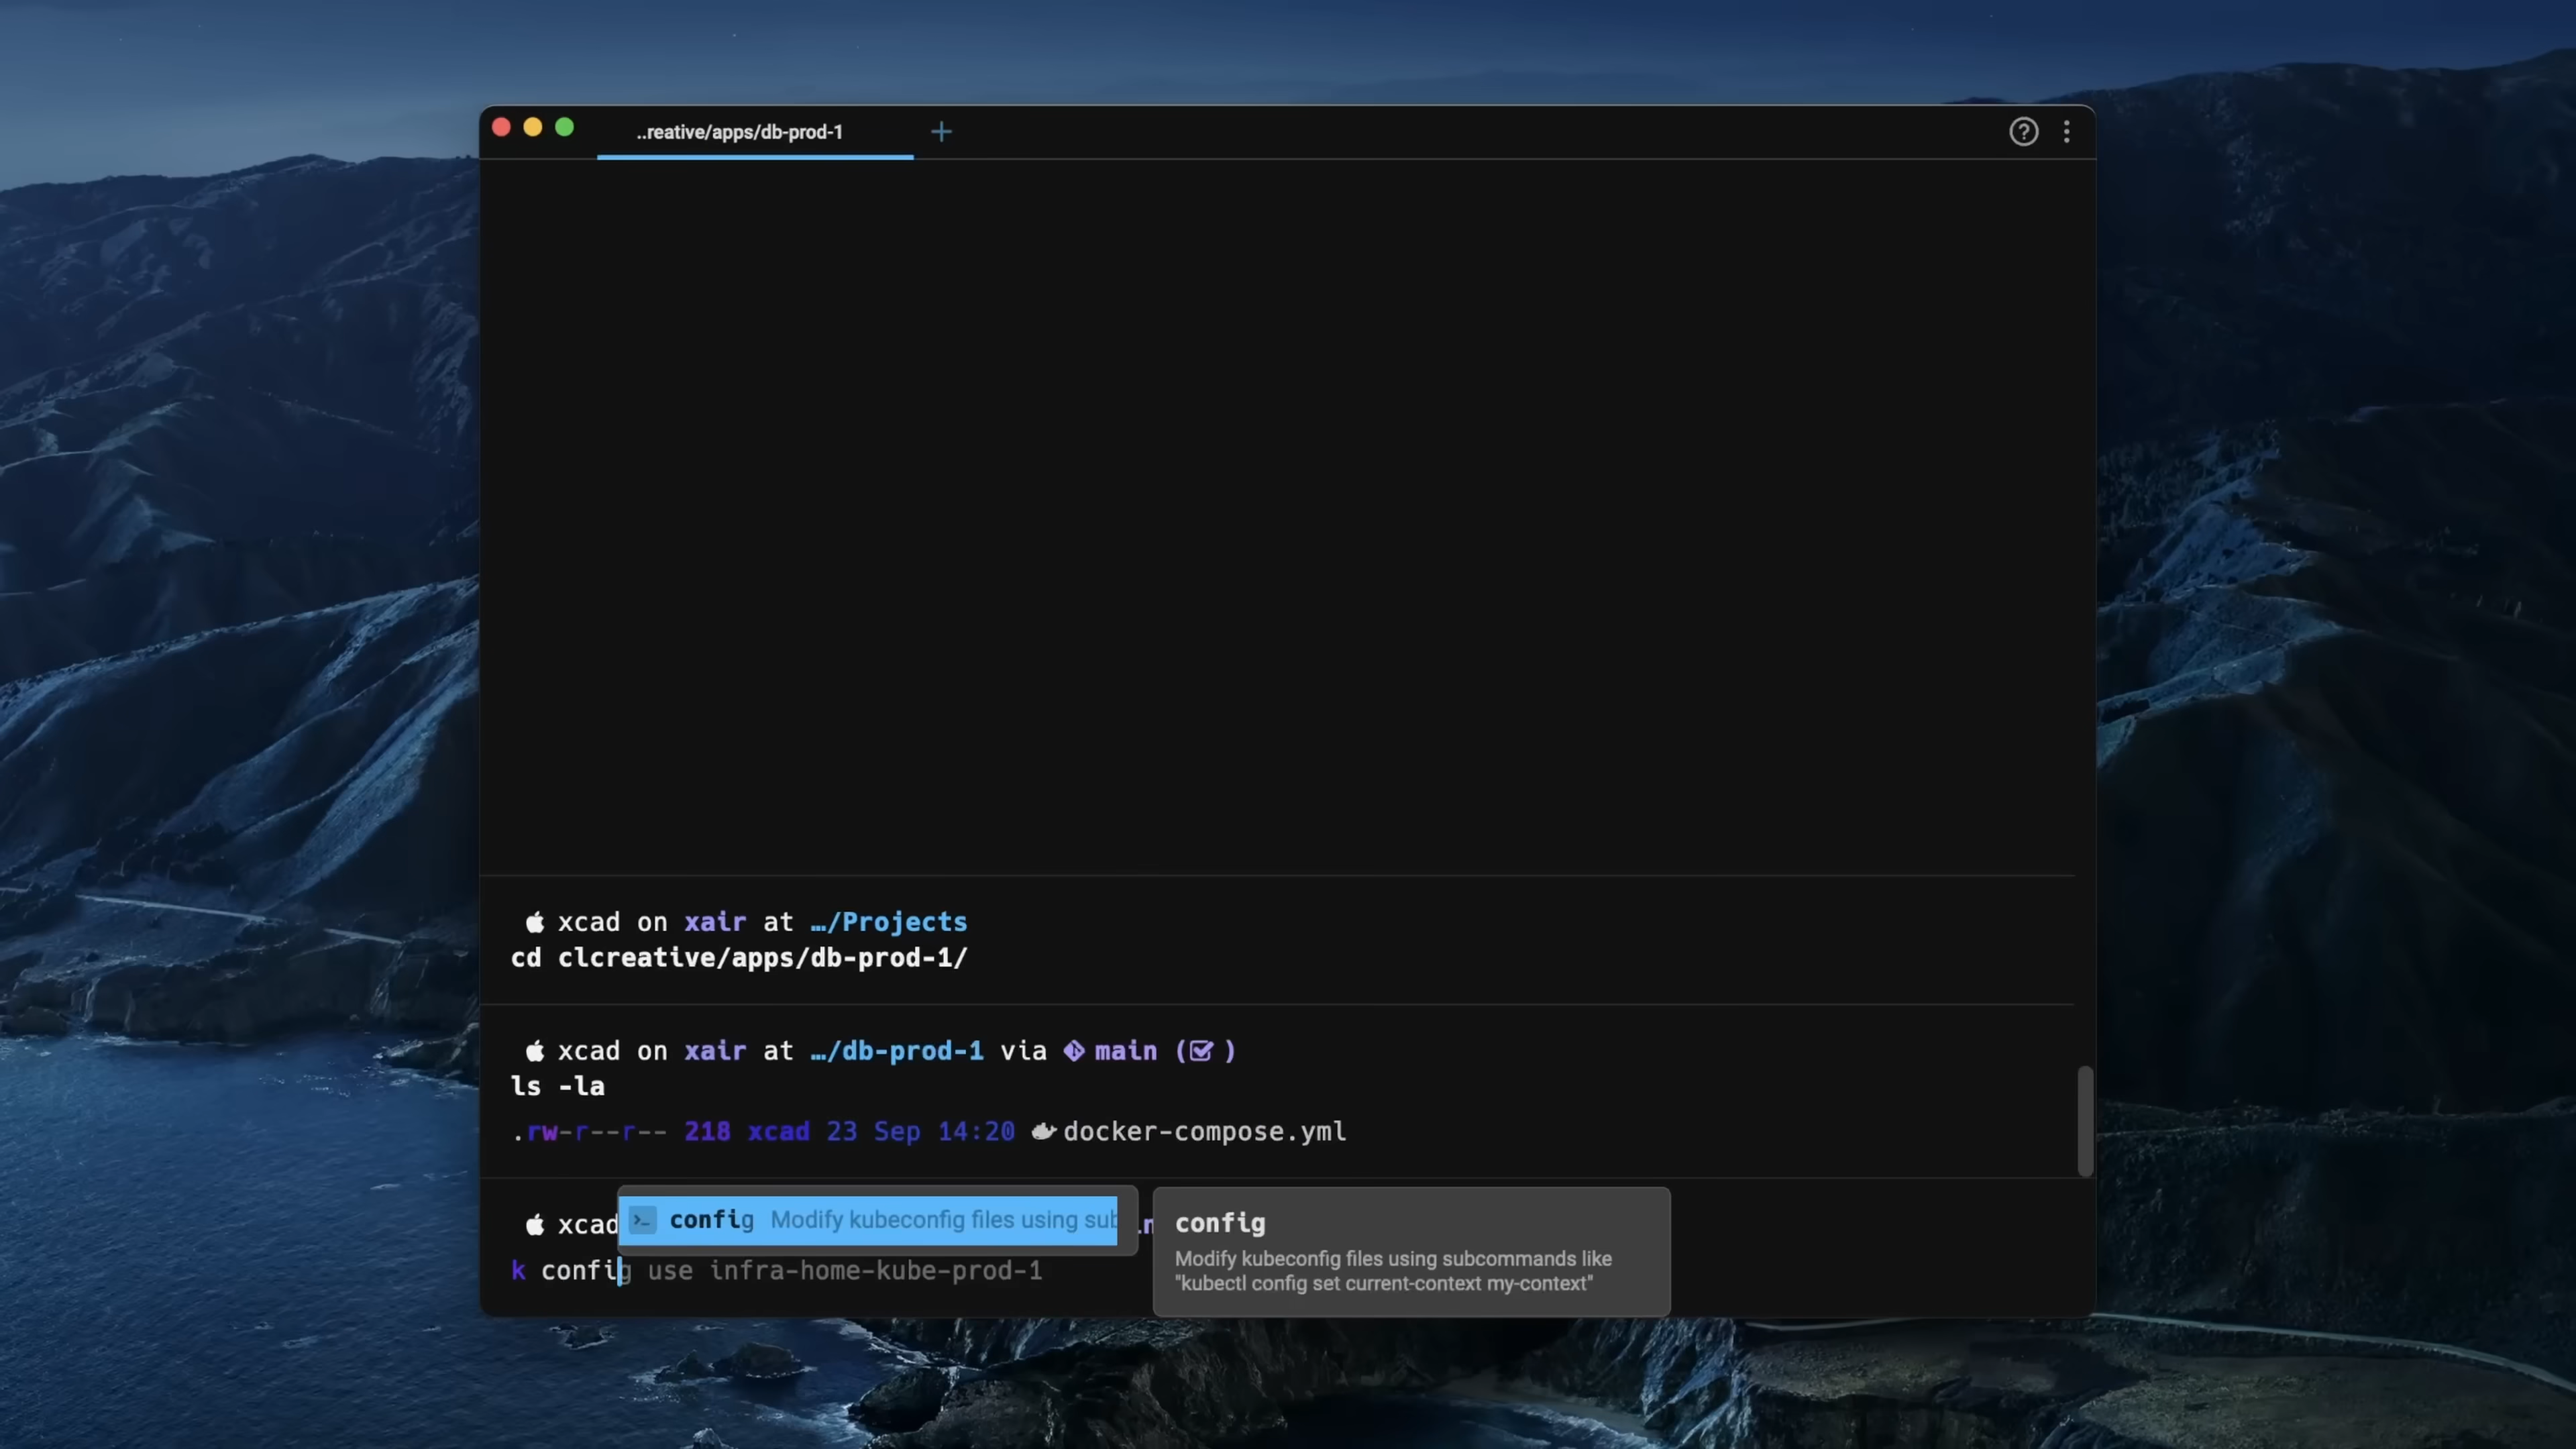 ..reative/apps/db-prod-1
xcad on xair at …/Projects
cd clcreative/apps/db-prod-1/
xcad on xair at …/db-prod-1 via main ( )
ls -la
.rw-r--r-- 218 xcad 23 Sep 14:20 docker-compose.yml
xcad
config Modify kubeconfig files using sub
k config use infra-home-kube-prod-1
config
Modify kubeconfig files using subcommands like
"kubectl config set current-context my-context"